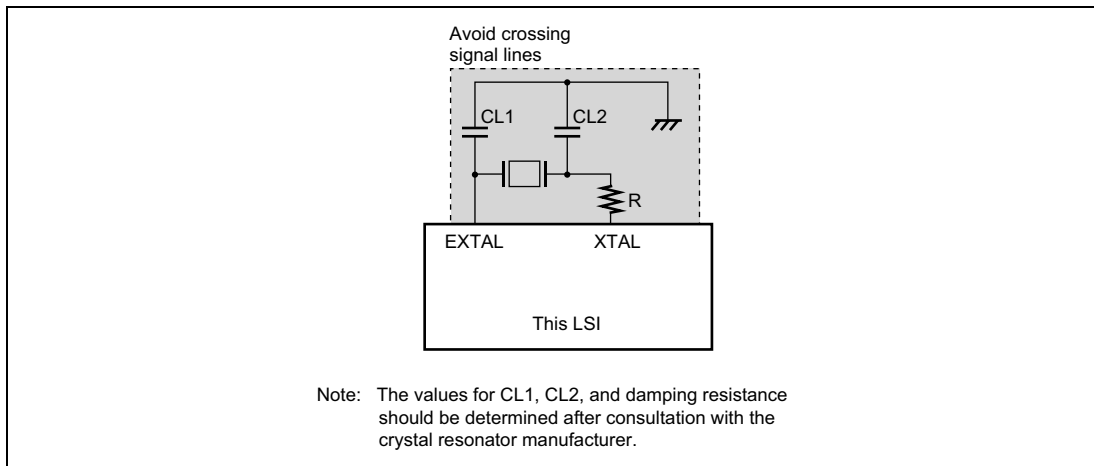 Avoid crossing
signal lines
CL1
CL2
R
EXTAL
XTAL
This LSI
Note: The values for CL1, CL2, and damping resistance
should be determined after consultation with the
crystal resonator manufacturer.